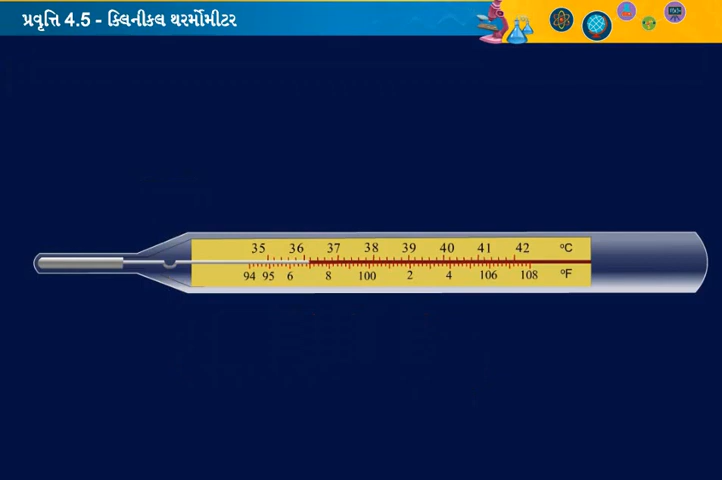 પ્રવૃત્તિ 4.5 - ક્લિનીકલ થરર્મોમીટર
35 36 37 38 39 40 41 42 °C
94 95 6 8 100 2 4 106 108 °F